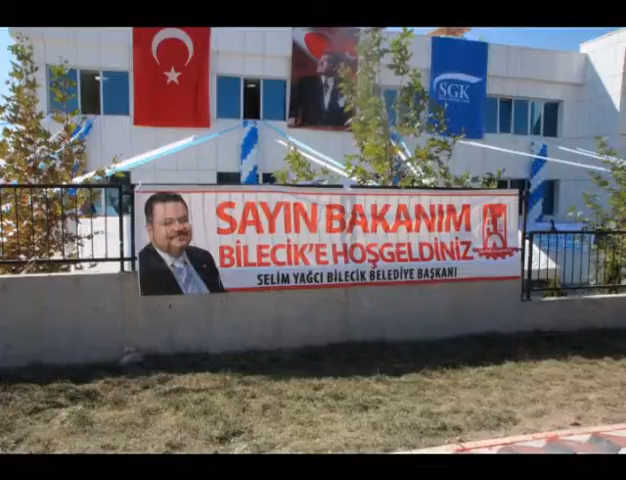 SGK
SAYIN BAKANIM
BİLECİK'E HOŞGELDİNİZ
SELİM YAĞCI BİLECİK BELEDİYE BAŞKANI